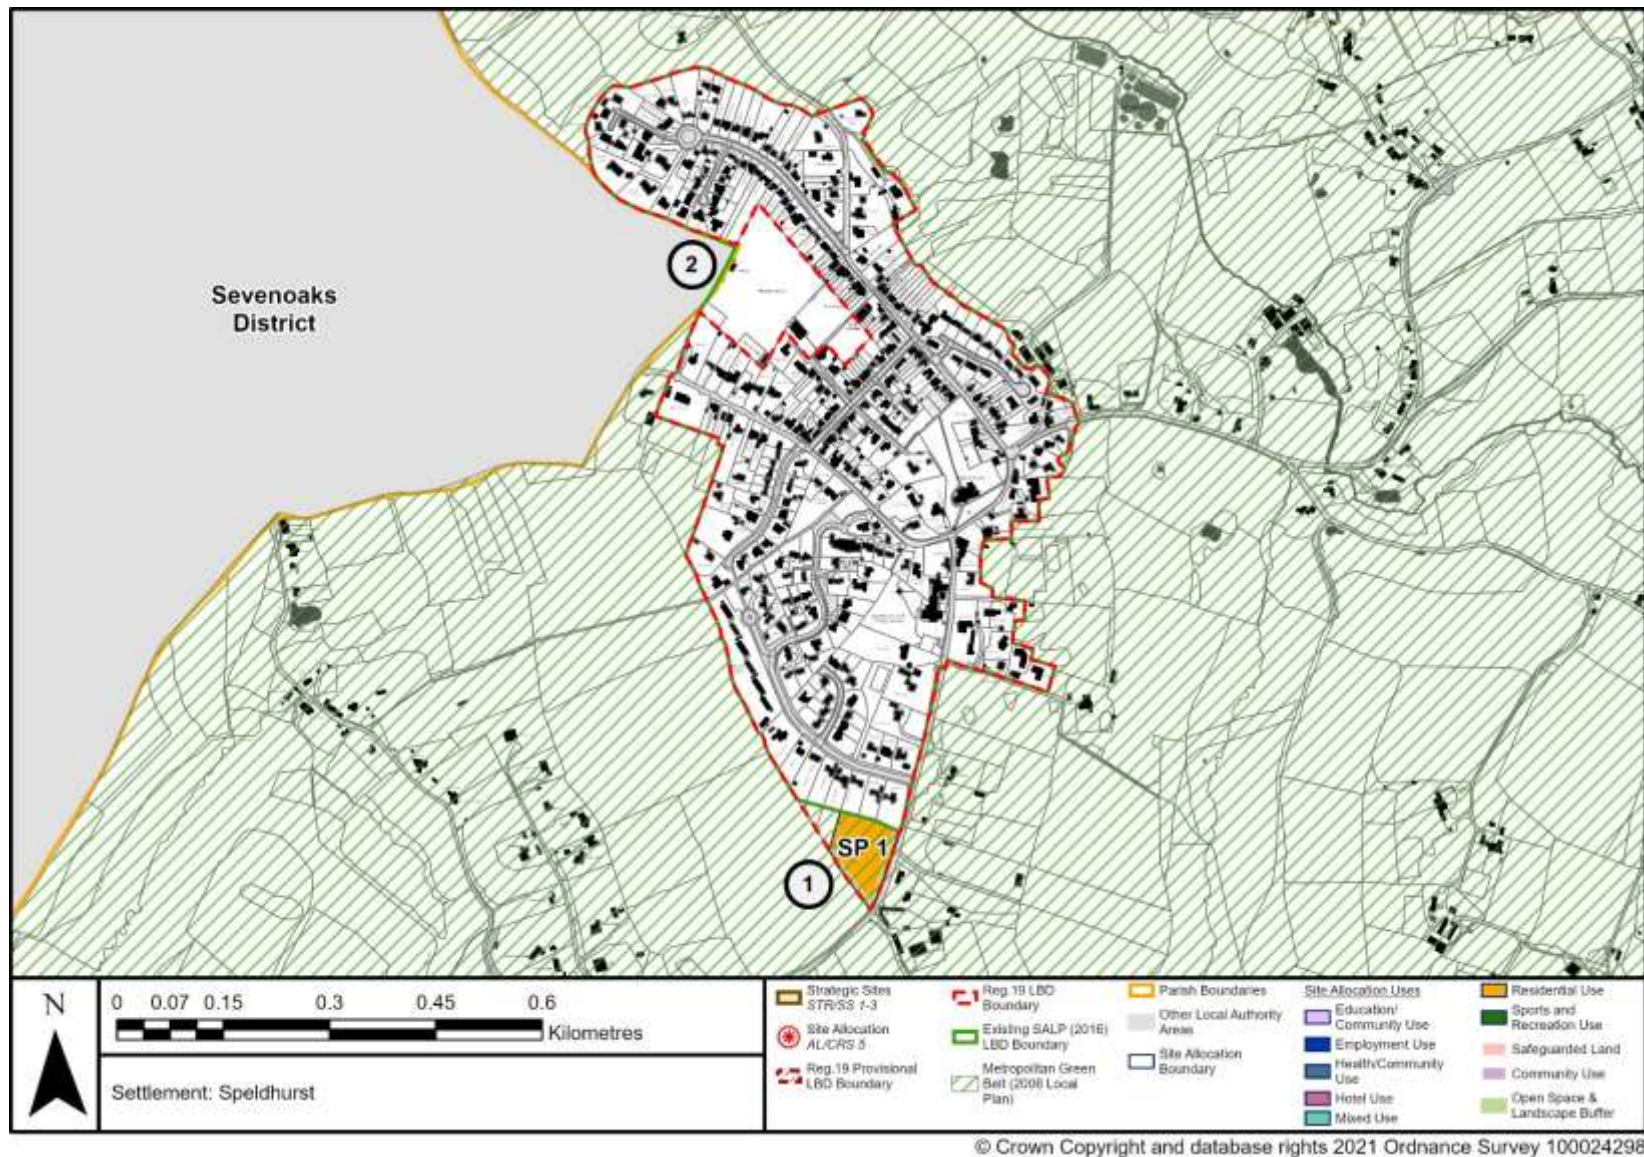 Sevenoaks
District
2
SP 1
1
N
0 0.07 0.15 0.3 0.45 0.6
Kilometres
Settlement: Speldhurst
Strategic Sites
STR/SS 1-3
Site Allocation
AL/CRS 5
Reg.19 Provisional
LBD Boundary
Reg.19 LBD
Boundary
Existing SALP (2016)
LBD Boundary
Metropolitan Green
Belt (2006 Local
Plan)
Parish Boundaries
Other Local Authority
Areas
Site Allocation
Boundary
Site Allocation Uses
Education/
Community Use
Employment Use
Health/Community
Use
Hotel Use
Mixed Use
Residential Use
Sports and
Recreation Use
Safeguarded Land
Community Use
Open Space &
Landscape Buffer
© Crown Copyright and database rights 2021 Ordnance Survey 100024298